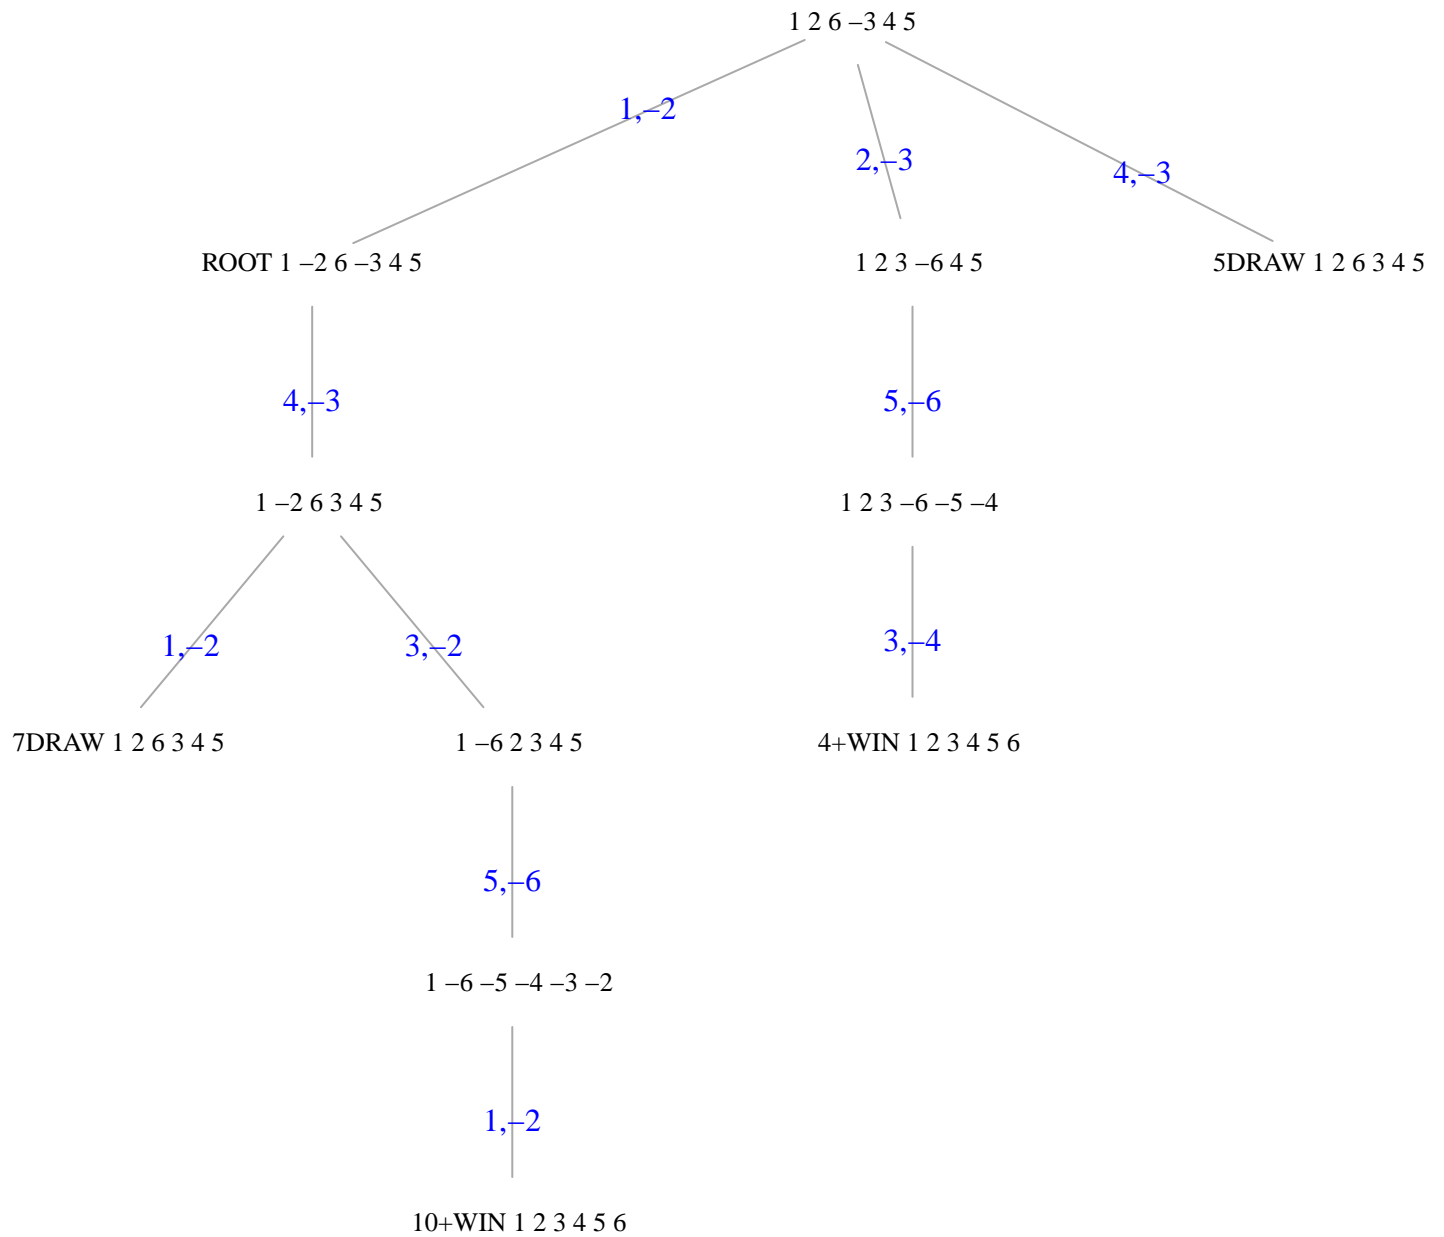 1 2 6 –3 4 5
1,–2
2,–3
4,–3
ROOT 1 –2 6 –3 4 5
1 2 3 –6 4 5
5DRAW 1 2 6 3 4 5
4,–3
5,–6
1 –2 6 3 4 5
1 2 3 –6 –5 –4
1,–2
3,–2
3,–4
7DRAW 1 2 6 3 4 5
1 –6 2 3 4 5
4+WIN 1 2 3 4 5 6
5,–6
1 –6 –5 –4 –3 –2
1,–2
10+WIN 1 2 3 4 5 6